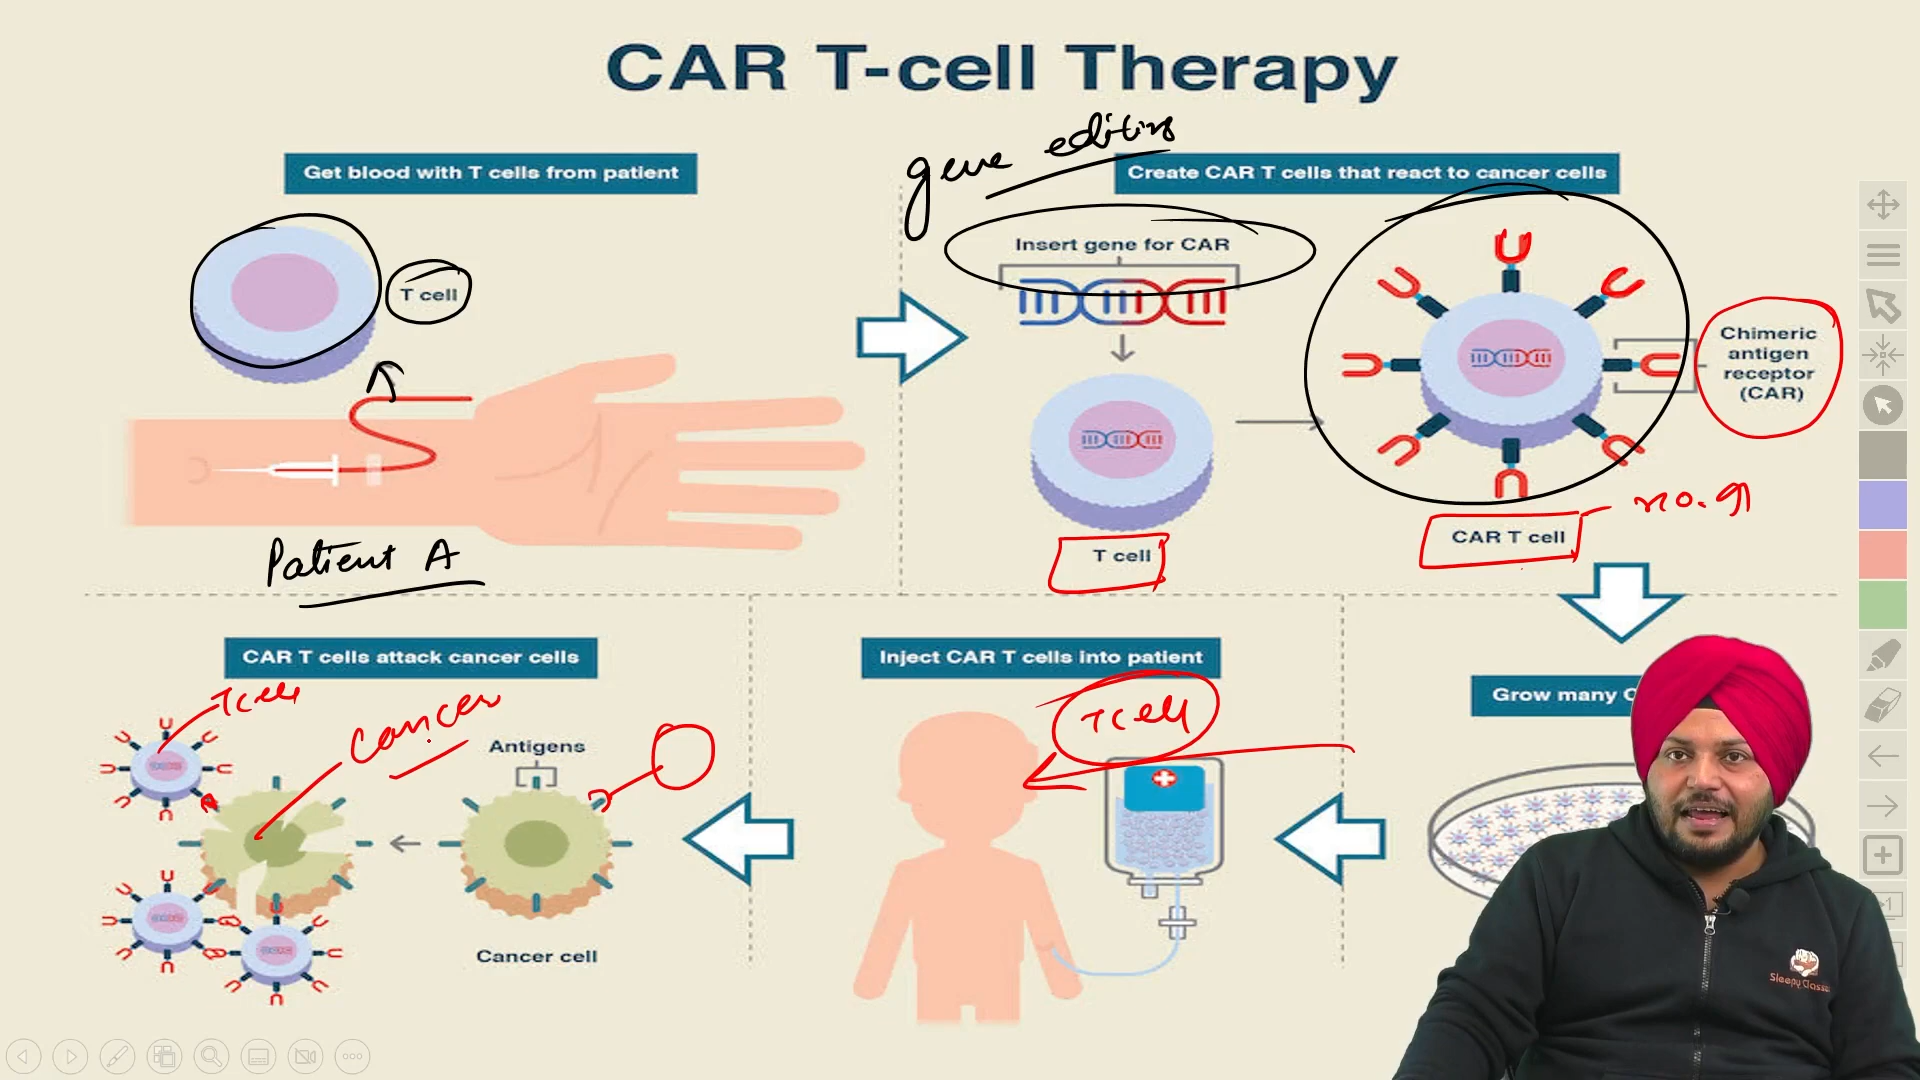 CAR T-cell Therapy
gene editing
Get blood with T cells from patient
Create CAR T cells that react to cancer cells
T cell
Insert gene for CAR
Chimeric
antigen
receptor
(CAR)
Patient A
T cell
CAR T cell
CAR T cells attack cancer cells
Inject CAR T cells into patient
Grow many
T cell
cancer
T cell
Antigens
Cancer cell
Sleepy Classes